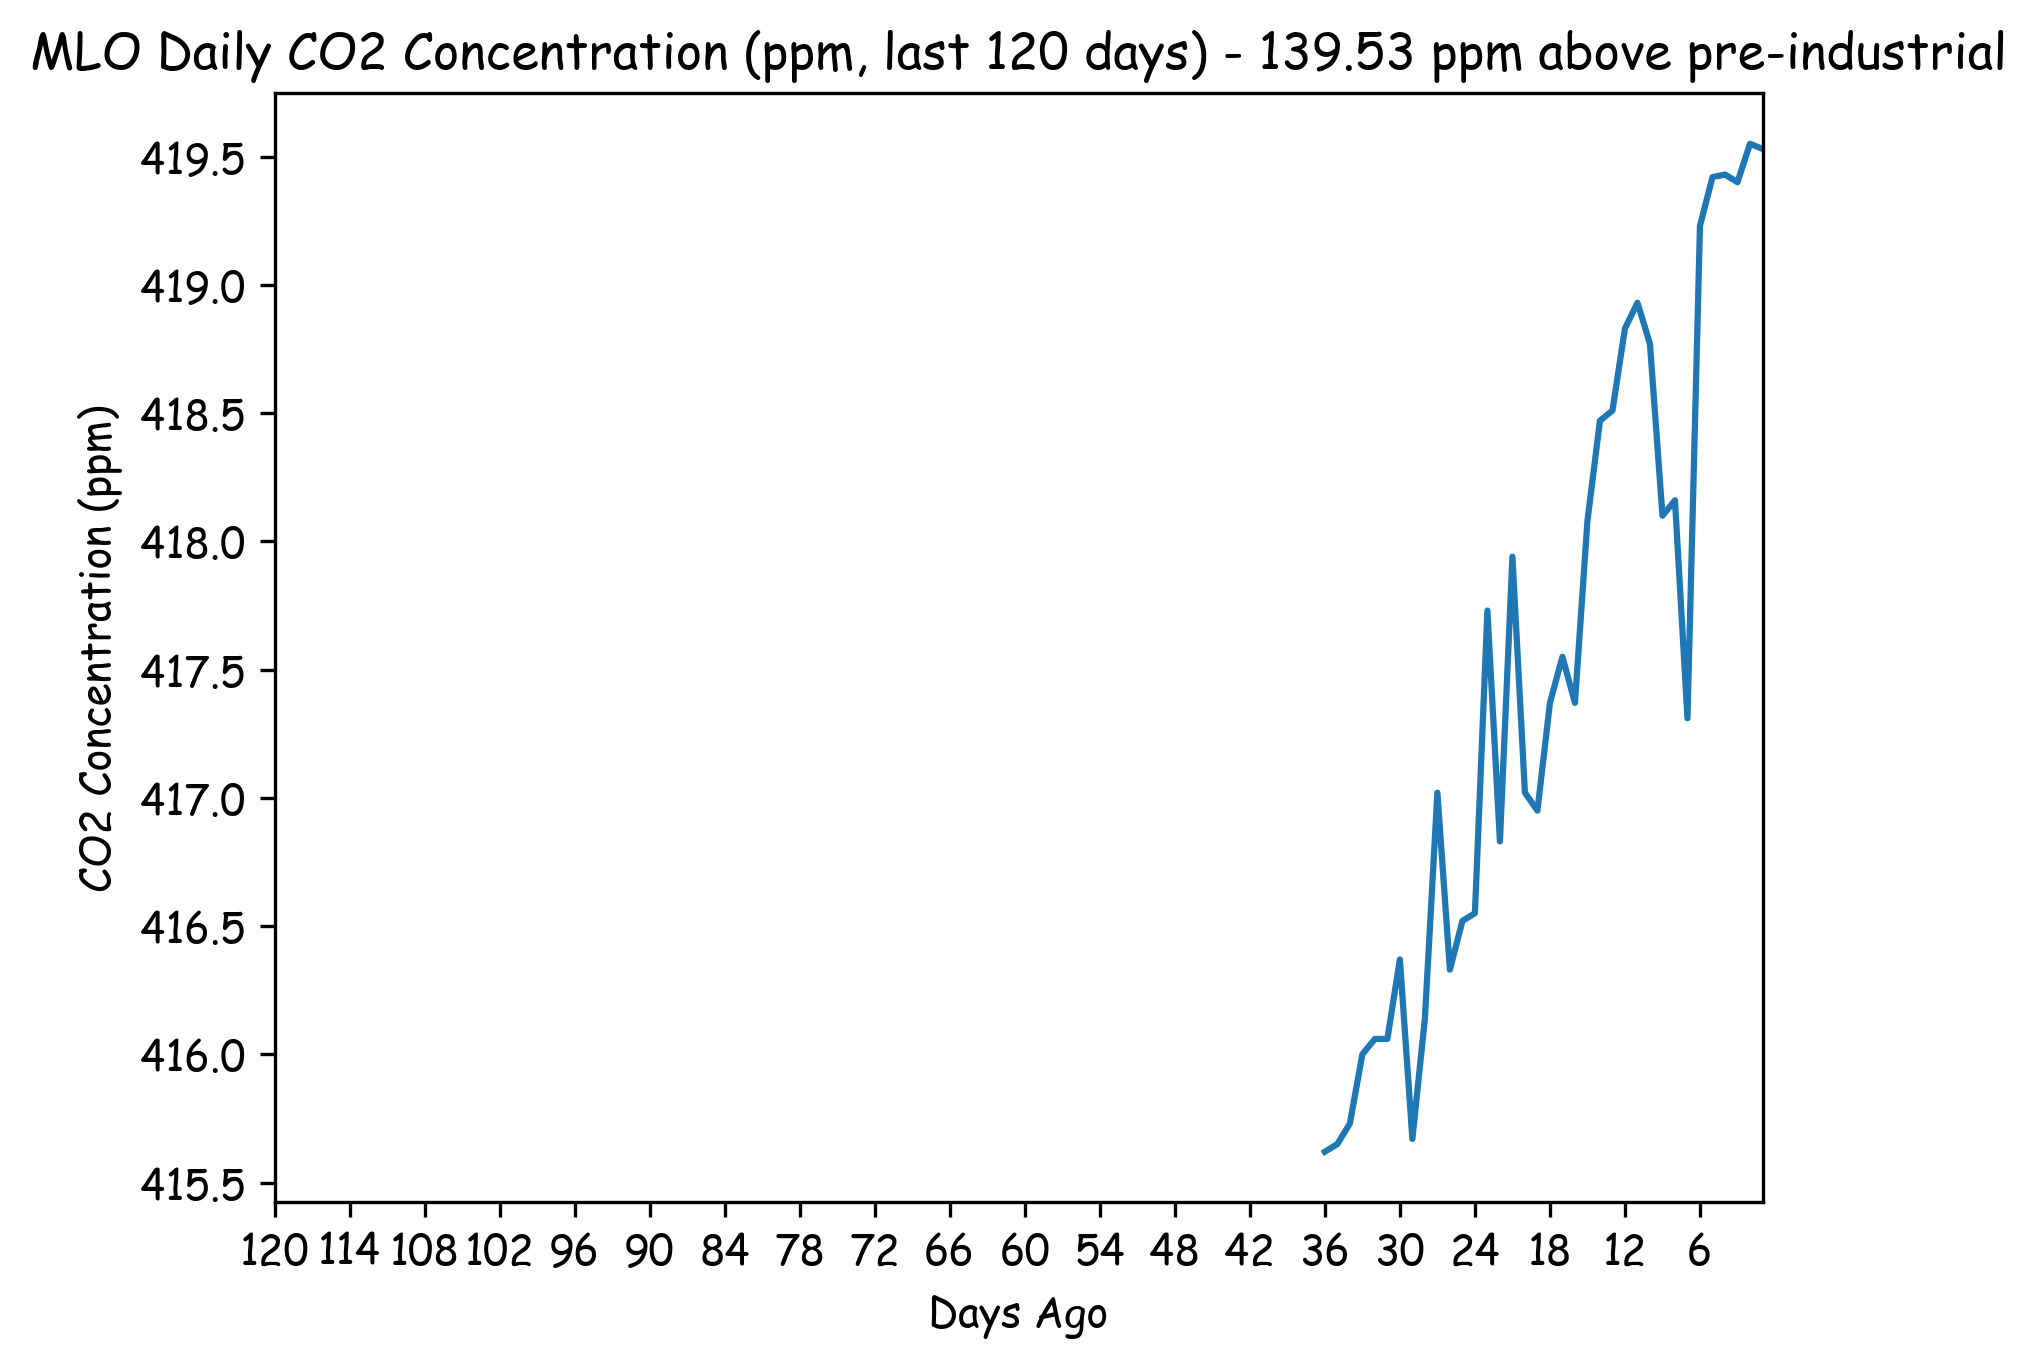 MLO Daily CO2 Concentration (ppm, last 120 days) - 139.53 ppm above pre-industrial
419.5
419.0
418.5
418.0
417.5
417.0
416.5
416.0
415.5
CO2 Concentration (ppm)
120 114 108 102 96 90 84 78 72 66 60 54 48 42 36 30 24 18 12 6
Days Ago